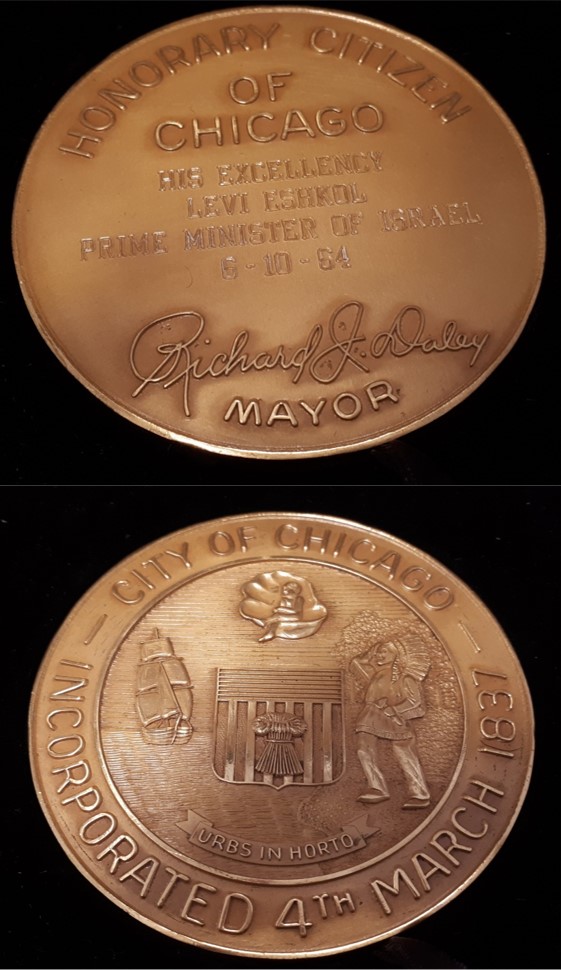 HONORARY CITIZEN
OF
CHICAGO
HIS EXCELLENCY
LEVI ESHKOL
PRIME MINISTER OF ISRAEL
6-10-64
Richard J. Daley
MAYOR
CITY OF CHICAGO
INCORPORATED 4TH MARCH 1837
URBS IN HORTO